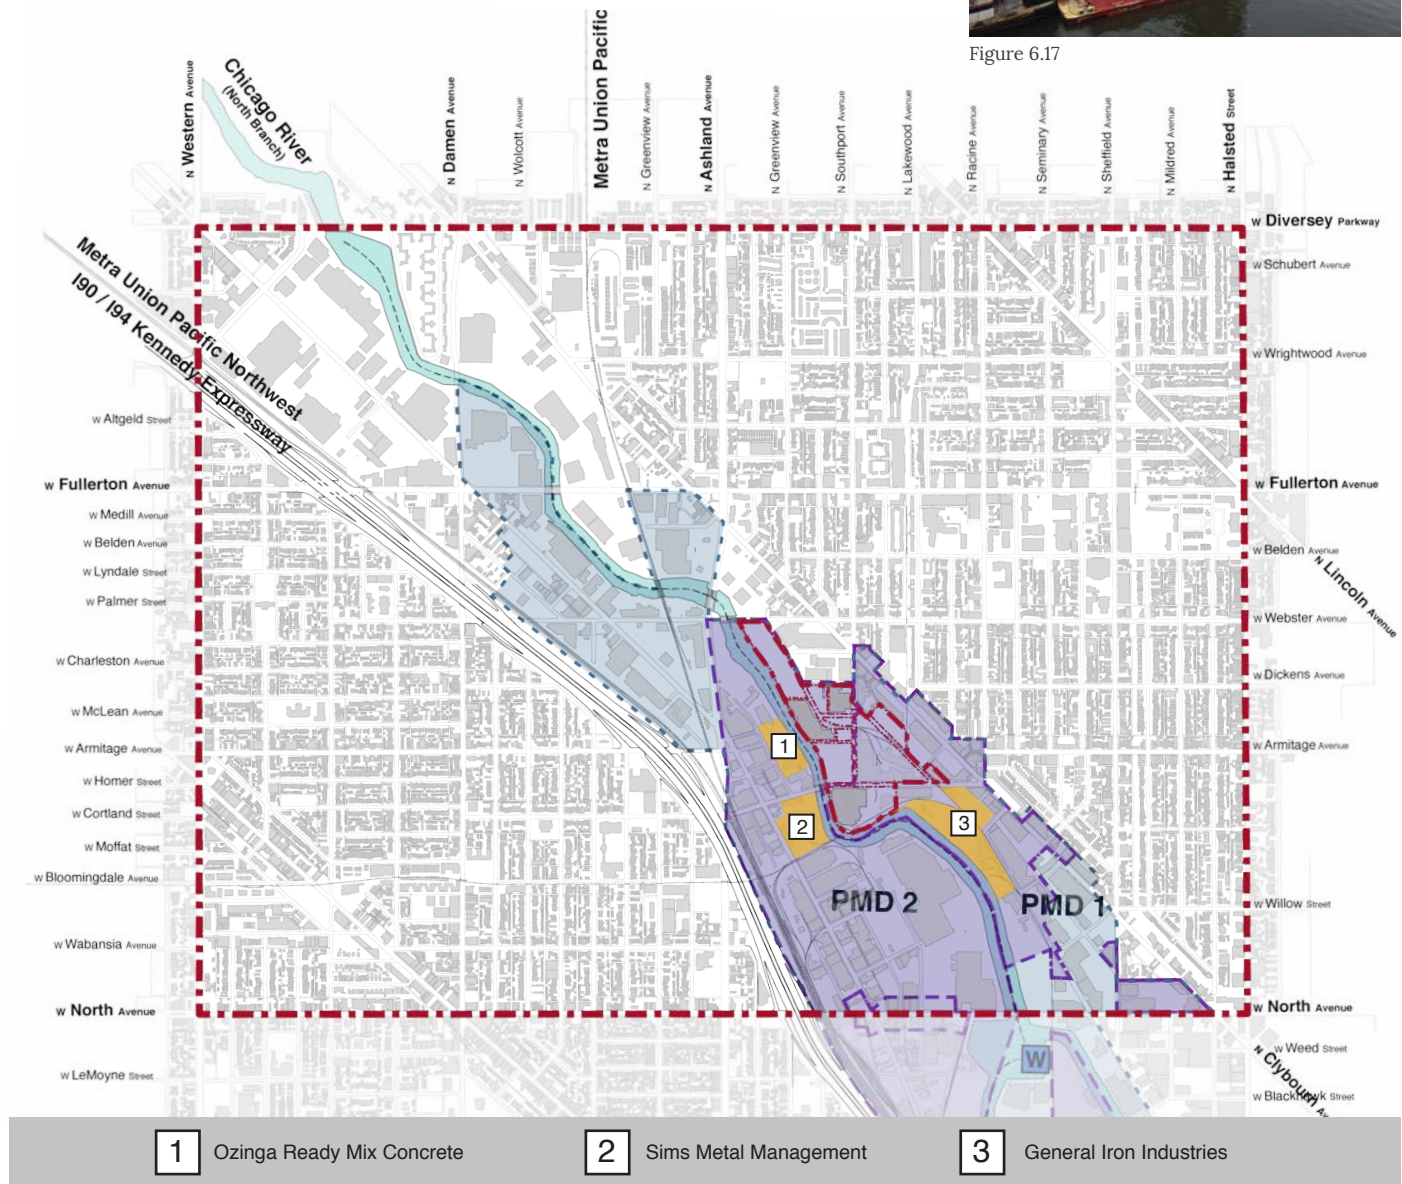 Figure 6.17
N Western Avenue
Chicago River
(North Branch)
N Damen Avenue
N Wolcott Avenue
Metra Union Pacific
N Greenview Avenue
N Ashland Avenue
N Greenview Avenue
N Southport Avenue
N Lakewood Avenue
N Racine Avenue
N Seminary Avenue
N Sheffield Avenue
N Mildred Avenue
N Halsted Street
W Diversey Parkway
W Schubert Avenue
W Wrightwood Avenue
W Fullerton Avenue
W Belden Avenue
N Lincoln Avenue
W Webster Avenue
W Dickens Avenue
W Armitage Avenue
W Willow Street
W North Avenue
W Weed Street
N Clybourn Av
W Blackhawk Street
Metra Union Pacific Northwest
I90 / I94 Kennedy Expressway
W Altgeld Street
W Fullerton Avenue
W Medill Avenue
W Belden Avenue
W Lyndale Street
W Palmer Street
W Charleston Avenue
W McLean Avenue
W Armitage Avenue
W Homer Street
W Cortland Street
W Moffat Street
W Bloomingdale Avenue
W Wabansia Avenue
W North Avenue
W LeMoyne Street
1
2
3
PMD 2
PMD 1
W
1 Ozinga Ready Mix Concrete
2 Sims Metal Management
3 General Iron Industries